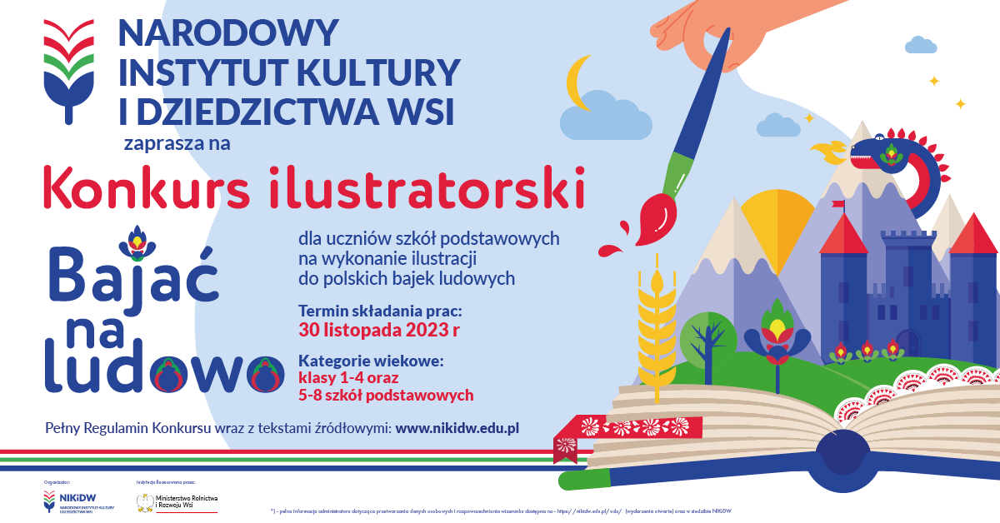 NARODOWY
INSTYTUT KULTURY
I DZIEDZICTWA WSI
zaprasza na
Konkurs ilustratorski
Bajać
na
ludowo
dla uczniów szkół podstawowych
na wykonanie ilustracji
do polskich bajek ludowych
Termin składania prac:
30 listopada 2023 r
Kategorie wiekowe:
klasy 1-4 oraz
5-8 szkół podstawowych
Pełny Regulamin Konkursu wraz z tekstami źródłowymi: www.nikidw.edu.pl
Organizator:
NIKiDW
NARODOWY INSTYTUT KULTURY
I DZIEDZICTWA WSI
Instytucja finansowana przez:
Ministerstwo Rolnictwa
i Rozwoju Wsi
*) - pełna informacja administratora dotycząca przetwarzania danych osobowych i rozpowszechniania wizerunku dostępna na - https://nikidw.edu.pl/odo/ (wydarzenia otwarte) oraz w siedzibie NIKiDW